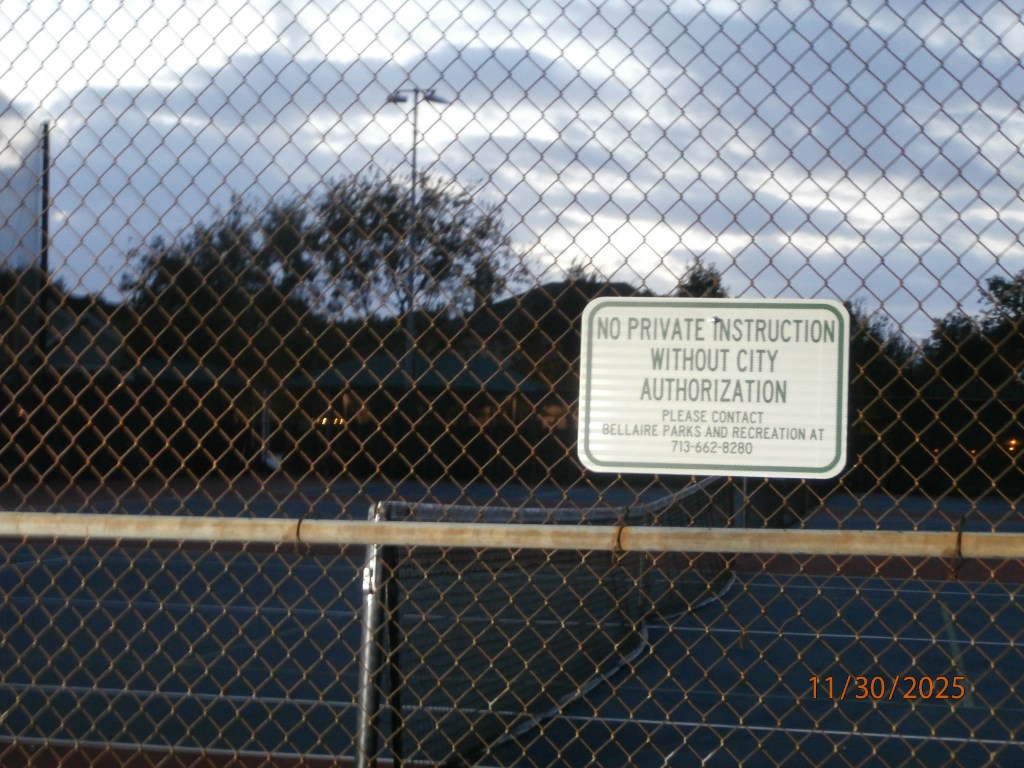 NO PRIVATE INSTRUCTION
WITHOUT CITY
AUTHORIZATION
PLEASE CONTACT
BELLAIRE PARKS AND RECREATION AT
713-662-8280
11/30/2025